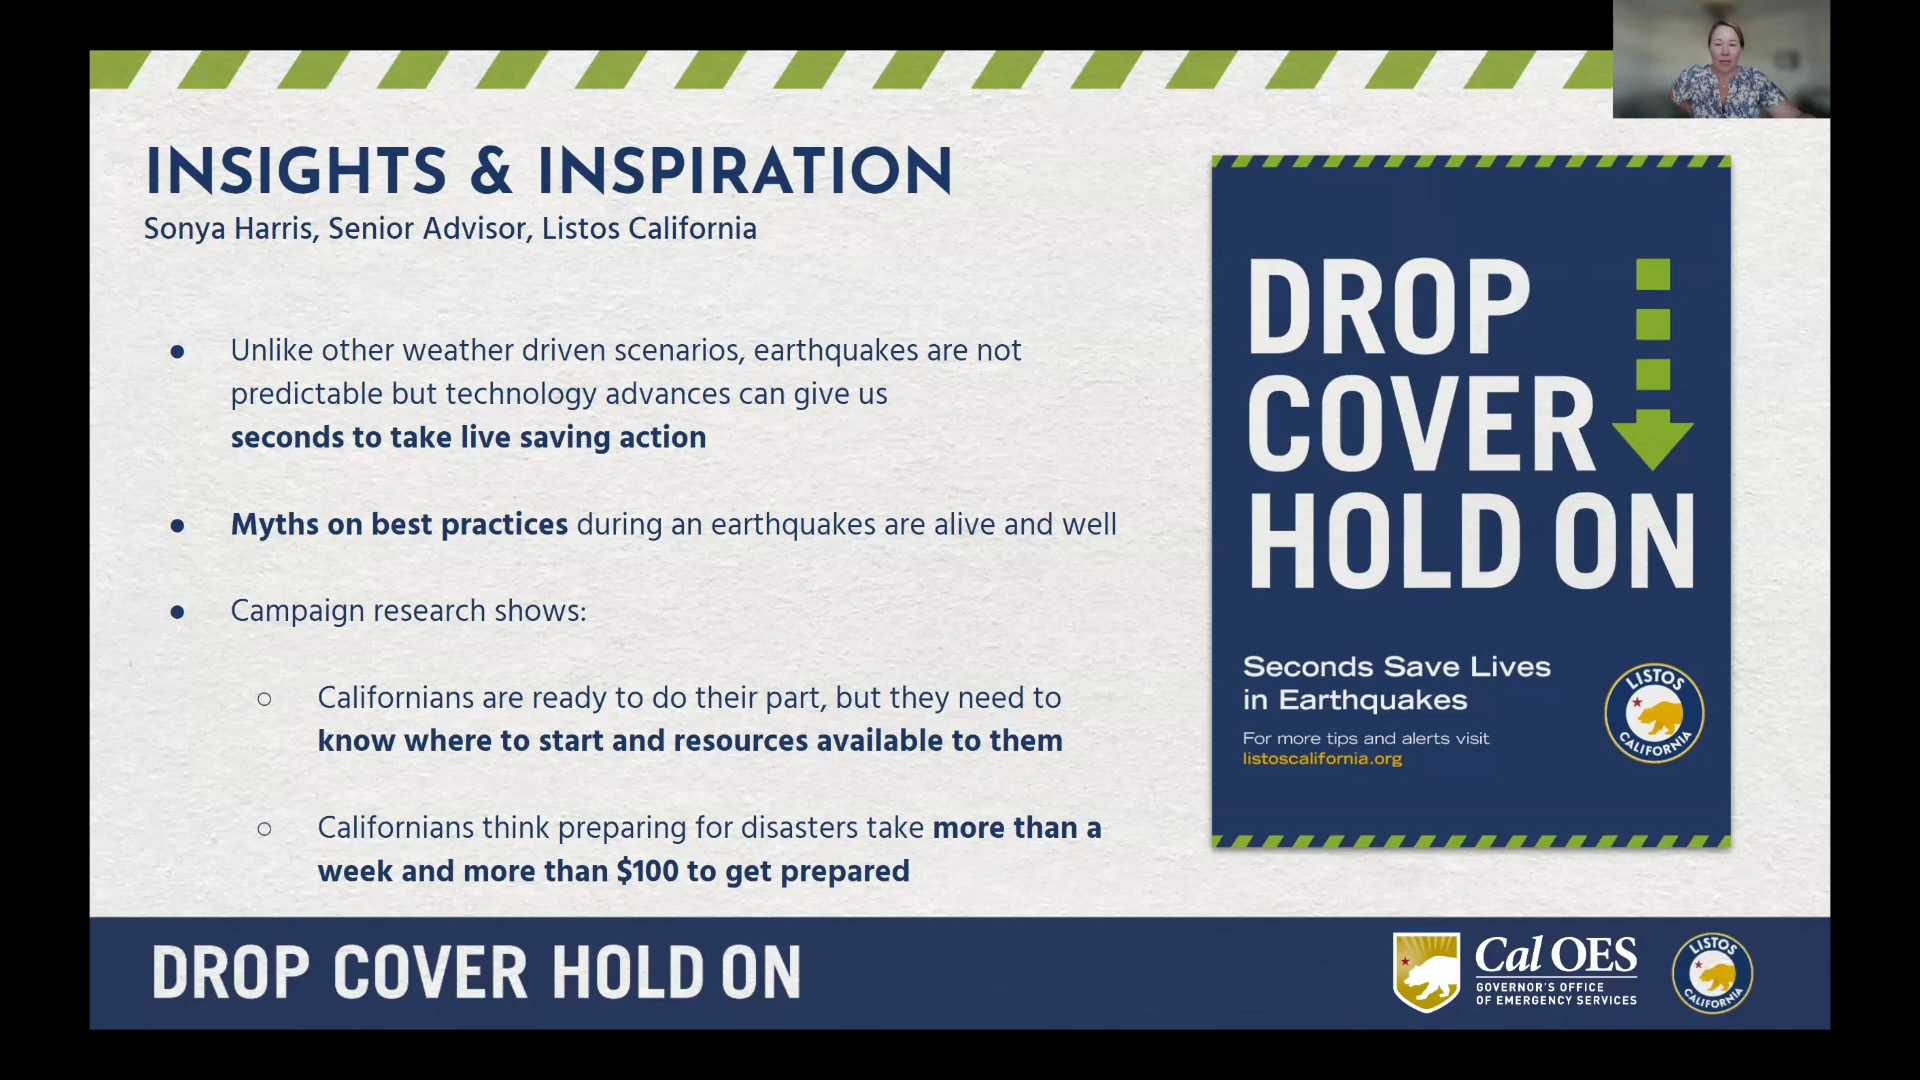 INSIGHTS & INSPIRATION
Sonya Harris, Senior Advisor, Listos California
● Unlike other weather driven scenarios, earthquakes are not
predictable but technology advances can give us
seconds to take live saving action
● Myths on best practices during an earthquakes are alive and well
● Campaign research shows:
○ Californians are ready to do their part, but they need to
know where to start and resources available to them
○ Californians think preparing for disasters take more than a
week and more than $100 to get prepared
DROP
COVER
HOLD ON
Seconds Save Lives
in Earthquakes
For more tips and alerts visit
listoscalifornia.org
LISTOS
CALIFORNIA
DROP COVER HOLD ON
Cal OES
GOVERNOR'S OFFICE
OF EMERGENCY SERVICES
LISTOS
CALIFORNIA